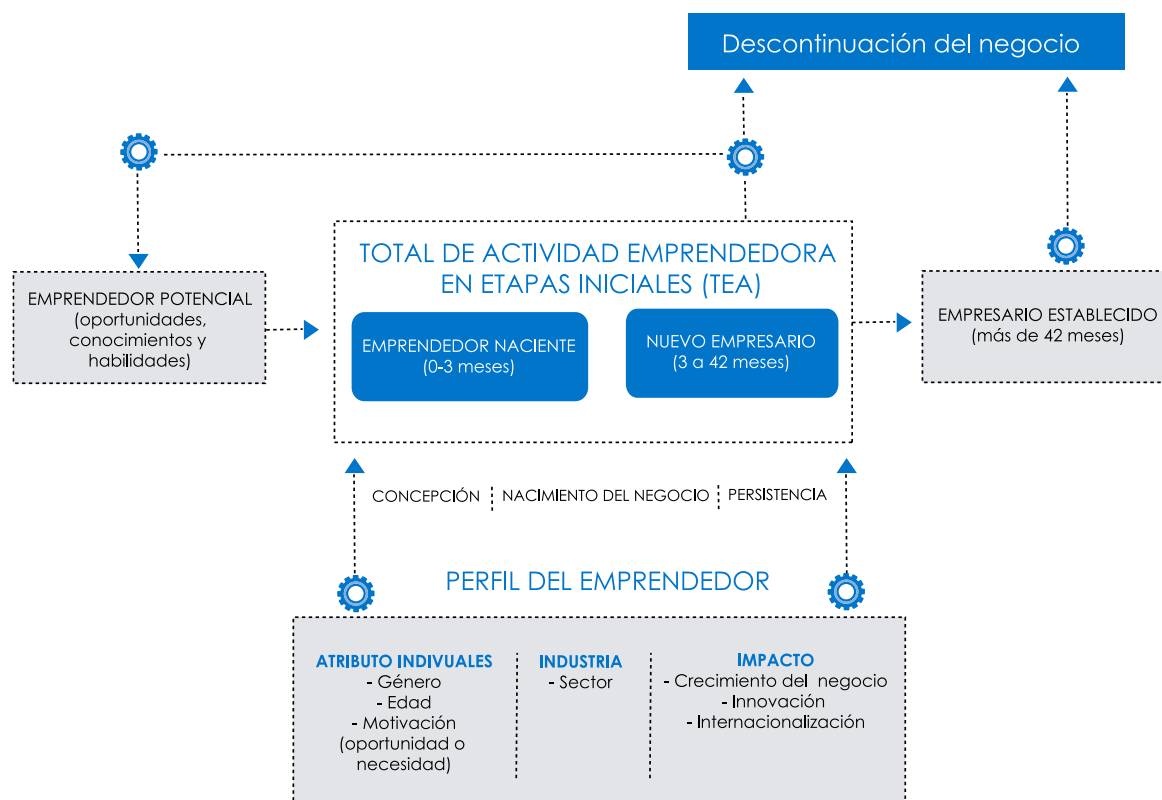 Descontinuación del negocio
TOTAL DE ACTIVIDAD EMPRENDEDORA
EN ETAPAS INICIALES (TEA)
EMPRENDEDOR POTENCIAL
(oportunidades,
conocimientos y
habilidades)
EMPRENDEDOR NACIENTE
(0-3 meses)
NUEVO EMPRESARIO
(3 a 42 meses)
EMPRESARIO ESTABLECIDO
(más de 42 meses)
CONCEPCIÓN
NACIMIENTO DEL NEGOCIO
PERSISTENCIA
PERFIL DEL EMPRENDEDOR
ATRIBUTO INDIVUALES
- Género
- Edad
- Motivación
(oportunidad o
necesidad)
INDUSTRIA
- Sector
IMPACTO
- Crecimiento del negocio
- Innovación
- Internacionalización